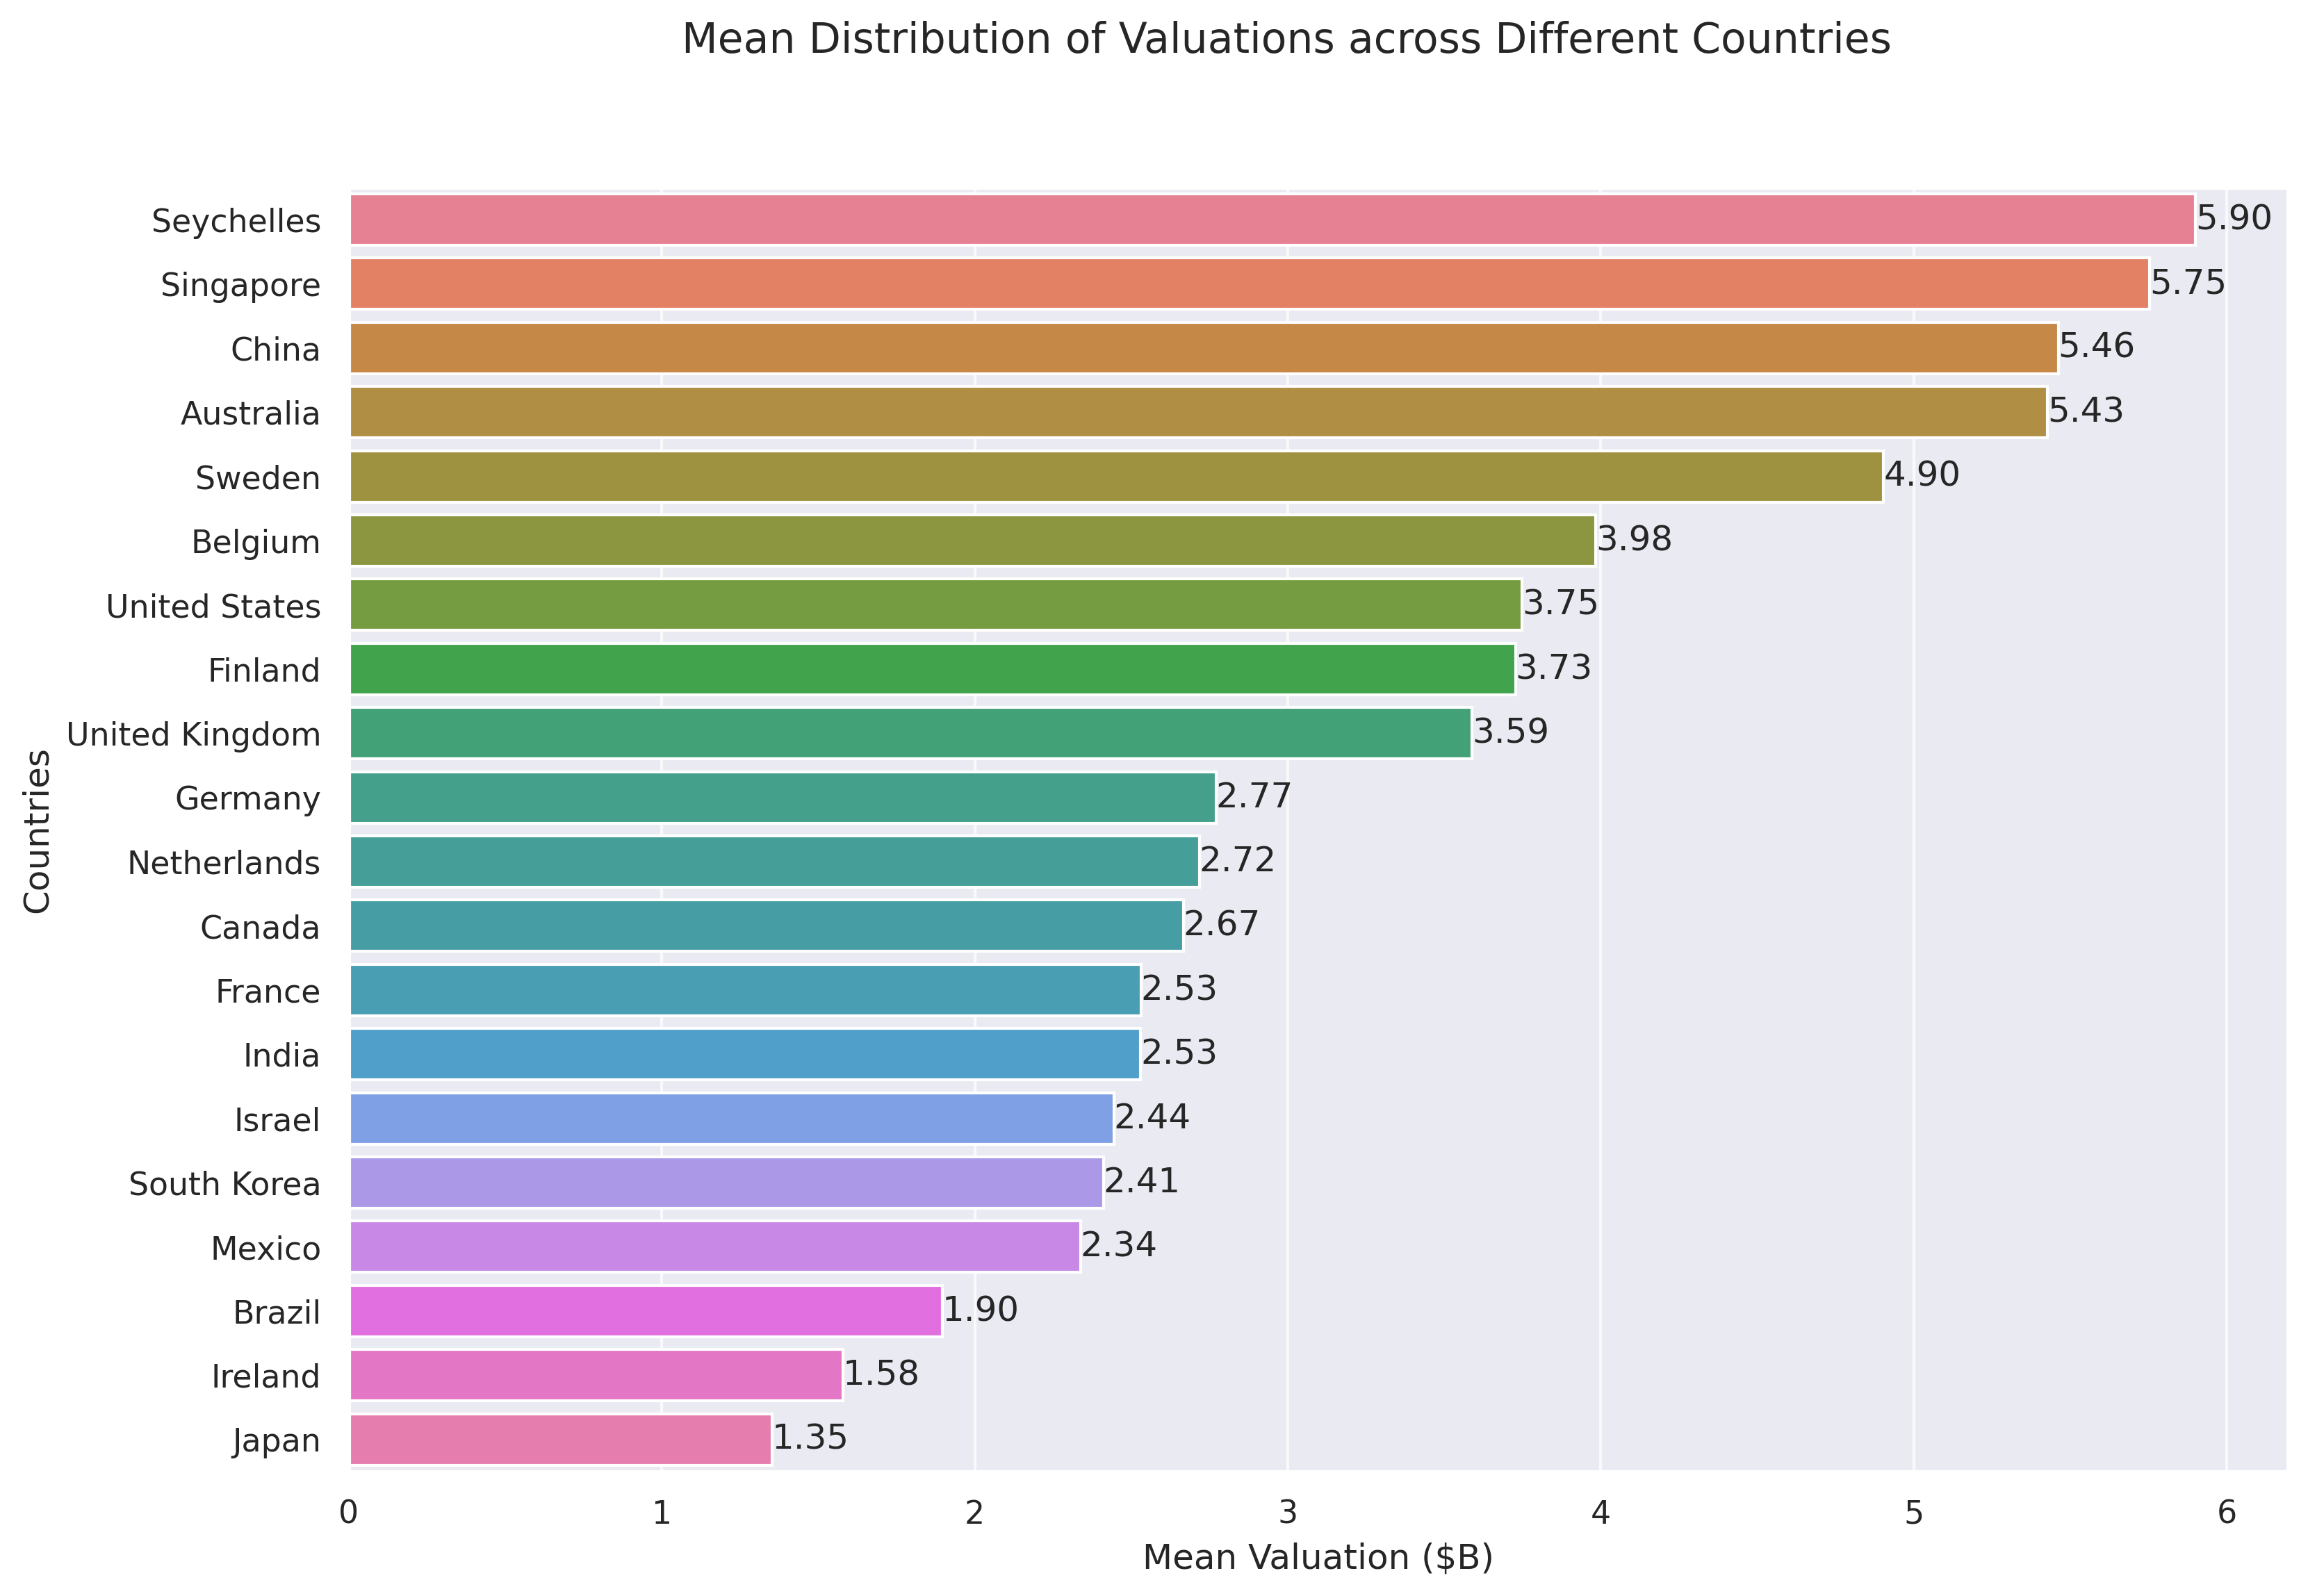 Mean Distribution of Valuations across Different Countries
Seychelles 5.90
Singapore 5.75
China 5.46
Australia 5.43
Sweden 4.90
Belgium 3.98
United States 3.75
Finland 3.73
United Kingdom 3.59
Germany 2.77
Netherlands 2.72
Canada 2.67
France 2.53
India 2.53
Israel 2.44
South Korea 2.41
Mexico 2.34
Brazil 1.90
Ireland 1.58
Japan 1.35
Countries
0 1 2 3 4 5 6
Mean Valuation ($B)